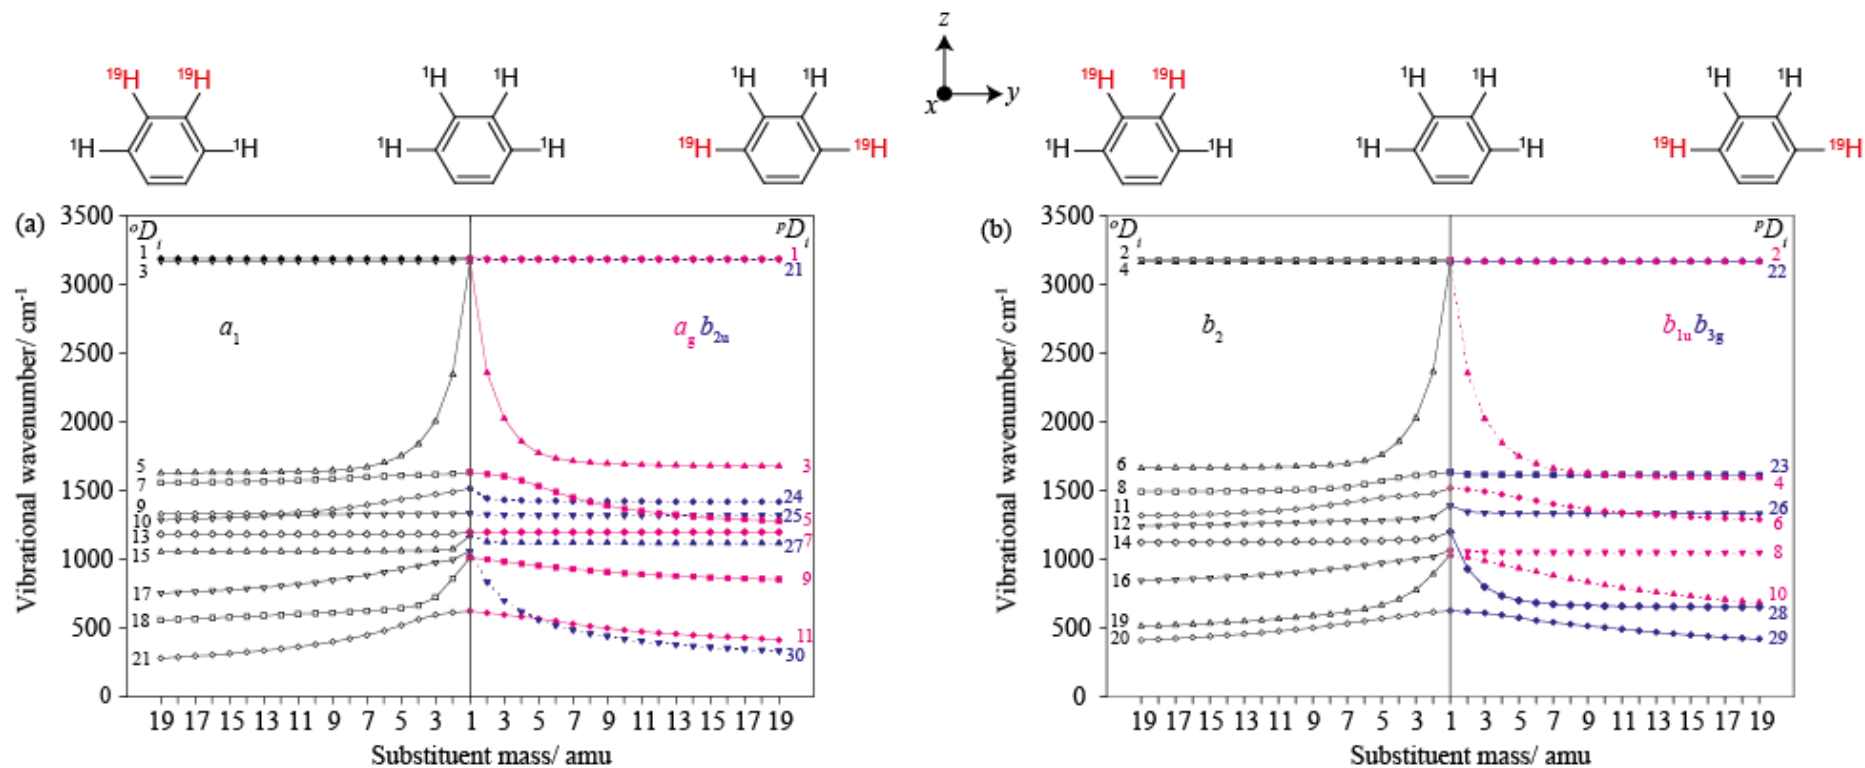 z
x
y
¹⁹H ¹⁹H
¹H ¹H
¹H ¹H
¹H ¹H
¹H ¹H
¹⁹H ¹⁹H
¹⁹H ¹⁹H
¹H ¹H
¹H ¹H
¹H ¹H
¹H ¹H
¹⁹H ¹⁹H
(a)
Vibrational wavenumber/ cm⁻¹
3500
3000
2500
2000
1500
1000
500
0
ᵒDᵢ
1
3
5
7
9
10
13
15
17
18
21
a₁
ᵖDᵢ
1
21
3
24
25
5
7
27
9
11
30
a_g b_2u
19 17 15 13 11 9 7 5 3 1 3 5 7 9 11 13 15 17 19
Substituent mass/ amu
(b)
Vibrational wavenumber/ cm⁻¹
3500
3000
2500
2000
1500
1000
500
0
ᵒDᵢ
2
4
6
8
11
12
14
16
19
20
b₂
ᵖDᵢ
2
22
23
4
26
6
8
10
28
29
b_1u b_3g
19 17 15 13 11 9 7 5 3 1 3 5 7 9 11 13 15 17 19
Substituent mass/ amu